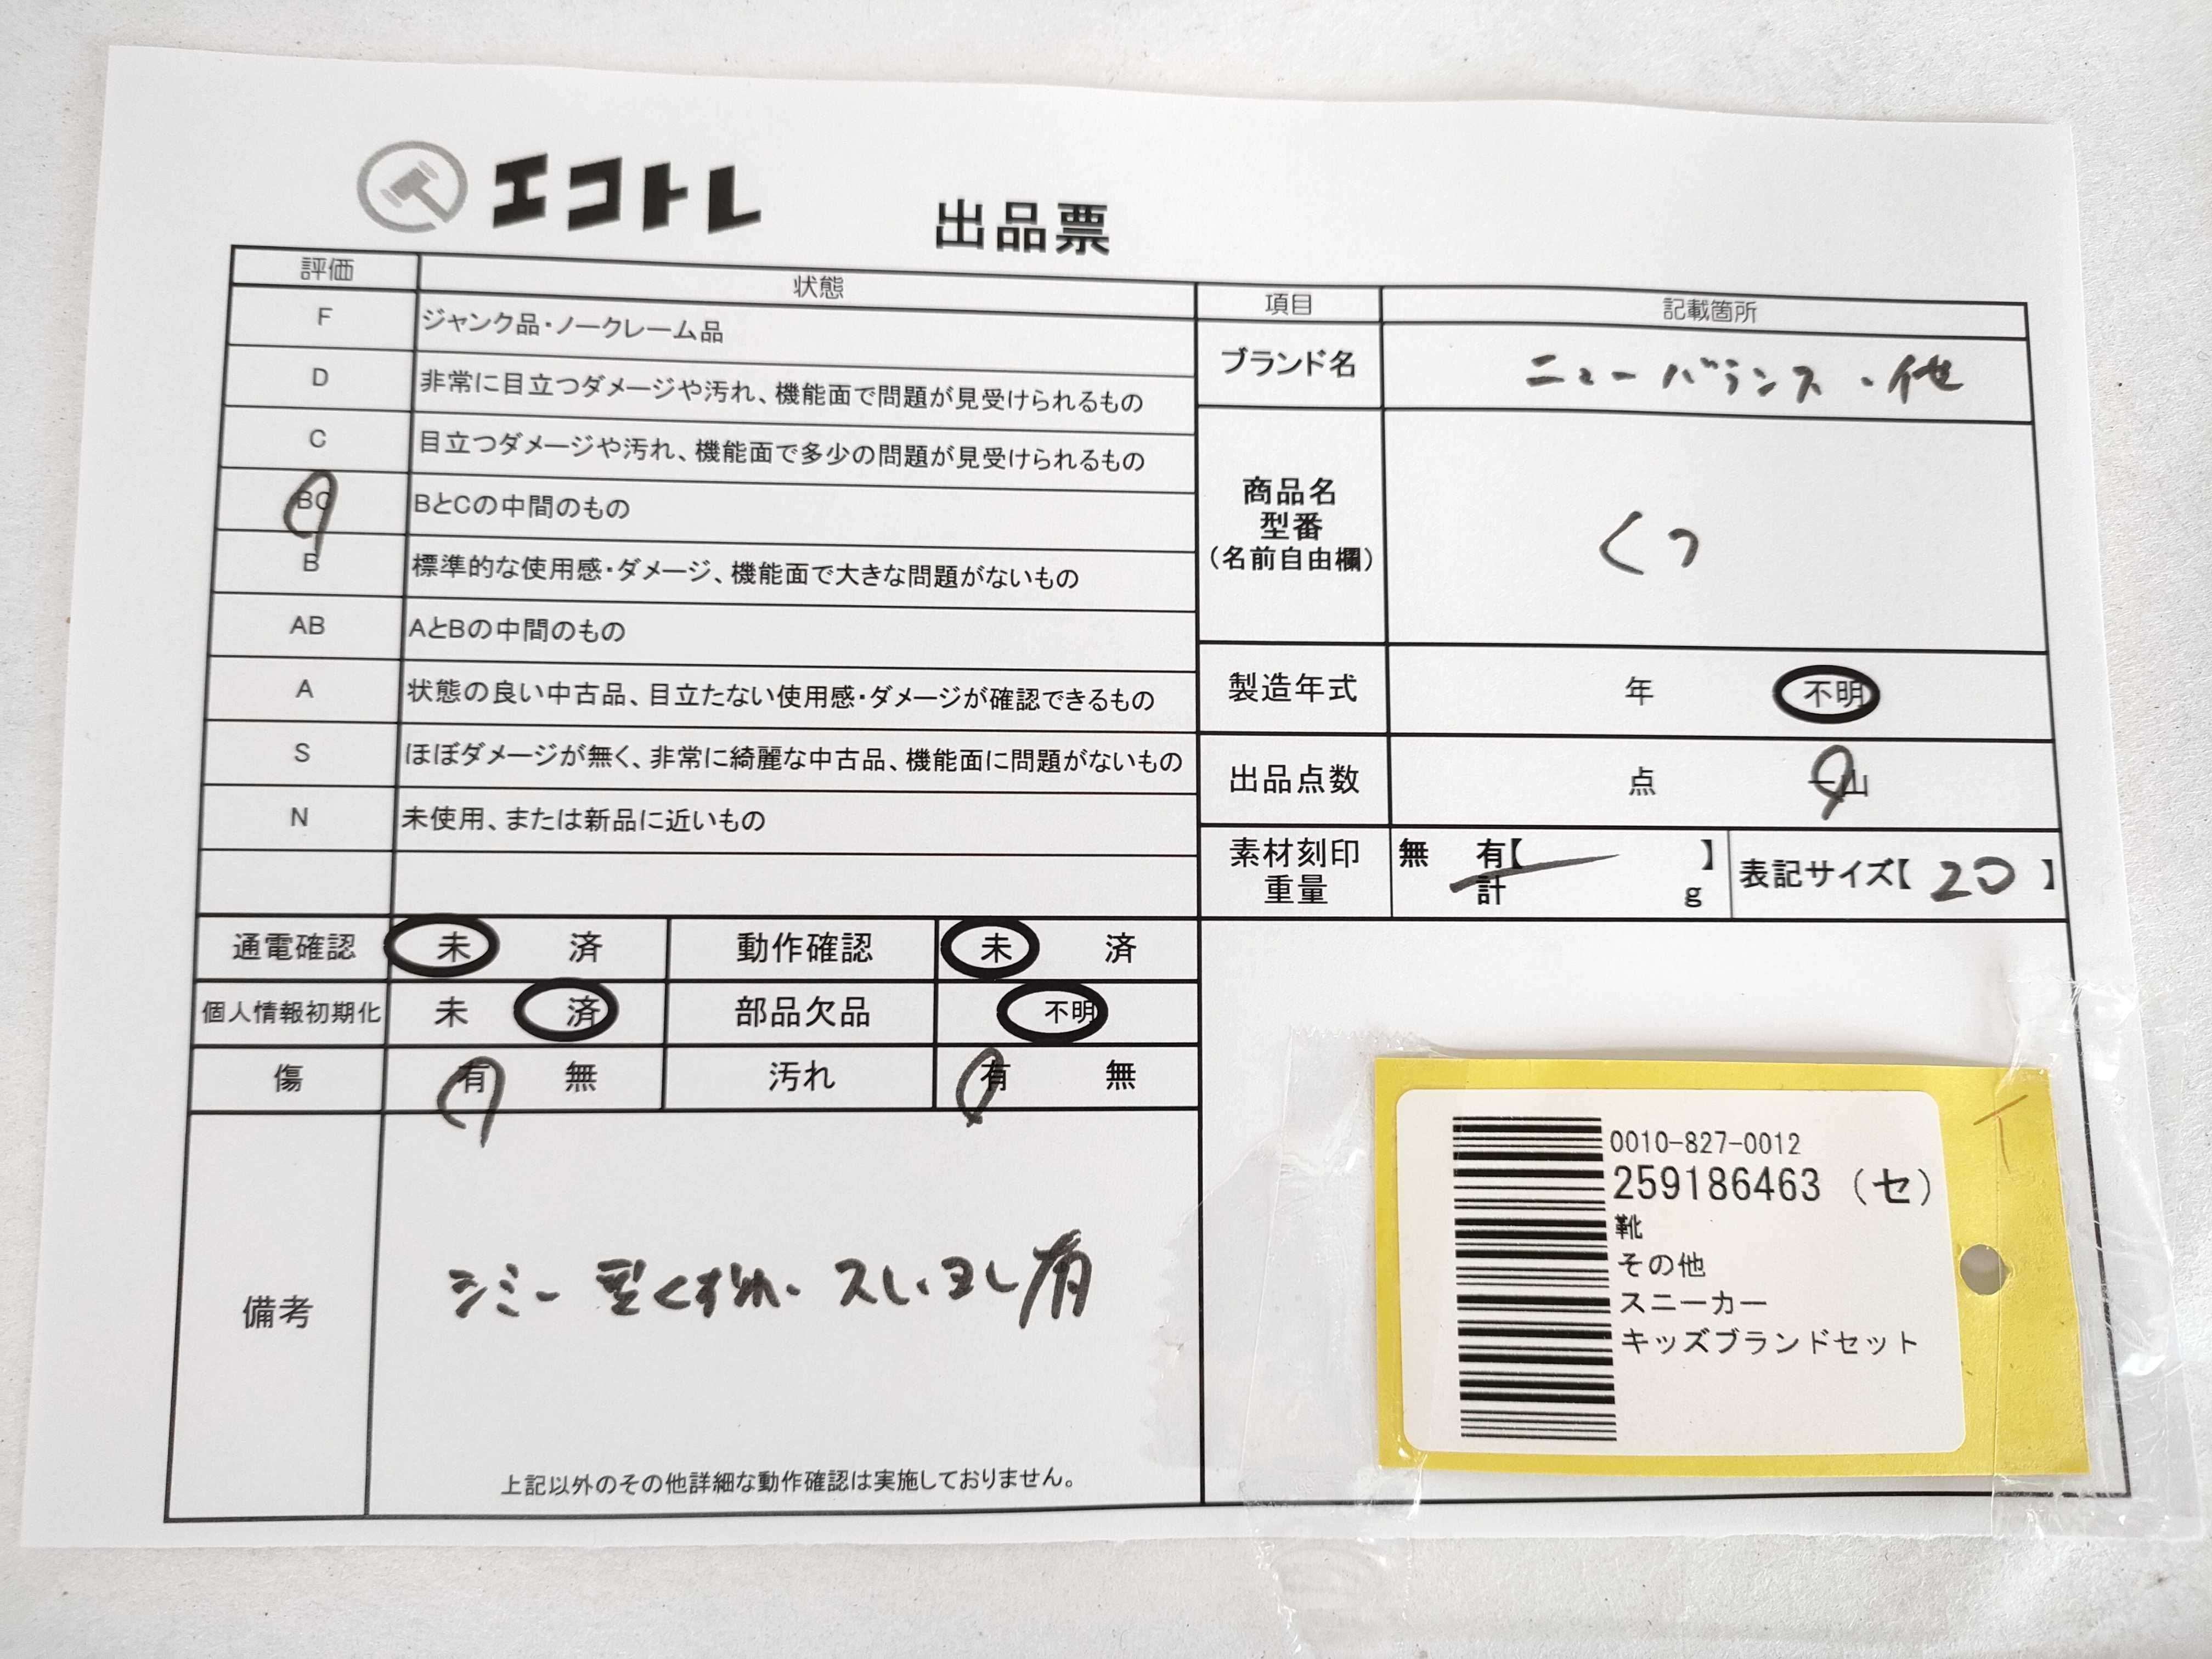 エコトレ
出品票
評価 状態
F ジャンク品・ノークレーム品
D 非常に目立つダメージや汚れ、機能面で問題が見受けられるもの
C 目立つダメージや汚れ、機能面で多少の問題が見受けられるもの
BC BとCの中間のもの
B 標準的な使用感・ダメージ、機能面で大きな問題がないもの
AB AとBの中間のもの
A 状態の良い中古品、目立たない使用感・ダメージが確認できるもの
S ほぼダメージが無く、非常に綺麗な中古品、機能面に問題がないもの
N 未使用、または新品に近いもの
項目 記載箇所
ブランド名 ニューバランス・他
商品名
型番
(名前自由欄)
くつ
製造年式 年 不明
出品点数 点 一山
素材刻印 無 有【 】
重量 計 g
表記サイズ【 20 】
通電確認 未 済 動作確認 未 済
個人情報初期化 未 済 部品欠品 不明
傷 有 無 汚れ 有 無
備考
シミ・型くずれ・スレ・ヨレ有
上記以外のその他詳細な動作確認は実施しておりません。
0010-827-0012
259186463 (セ)
靴
その他
スニーカー
キッズブランドセット